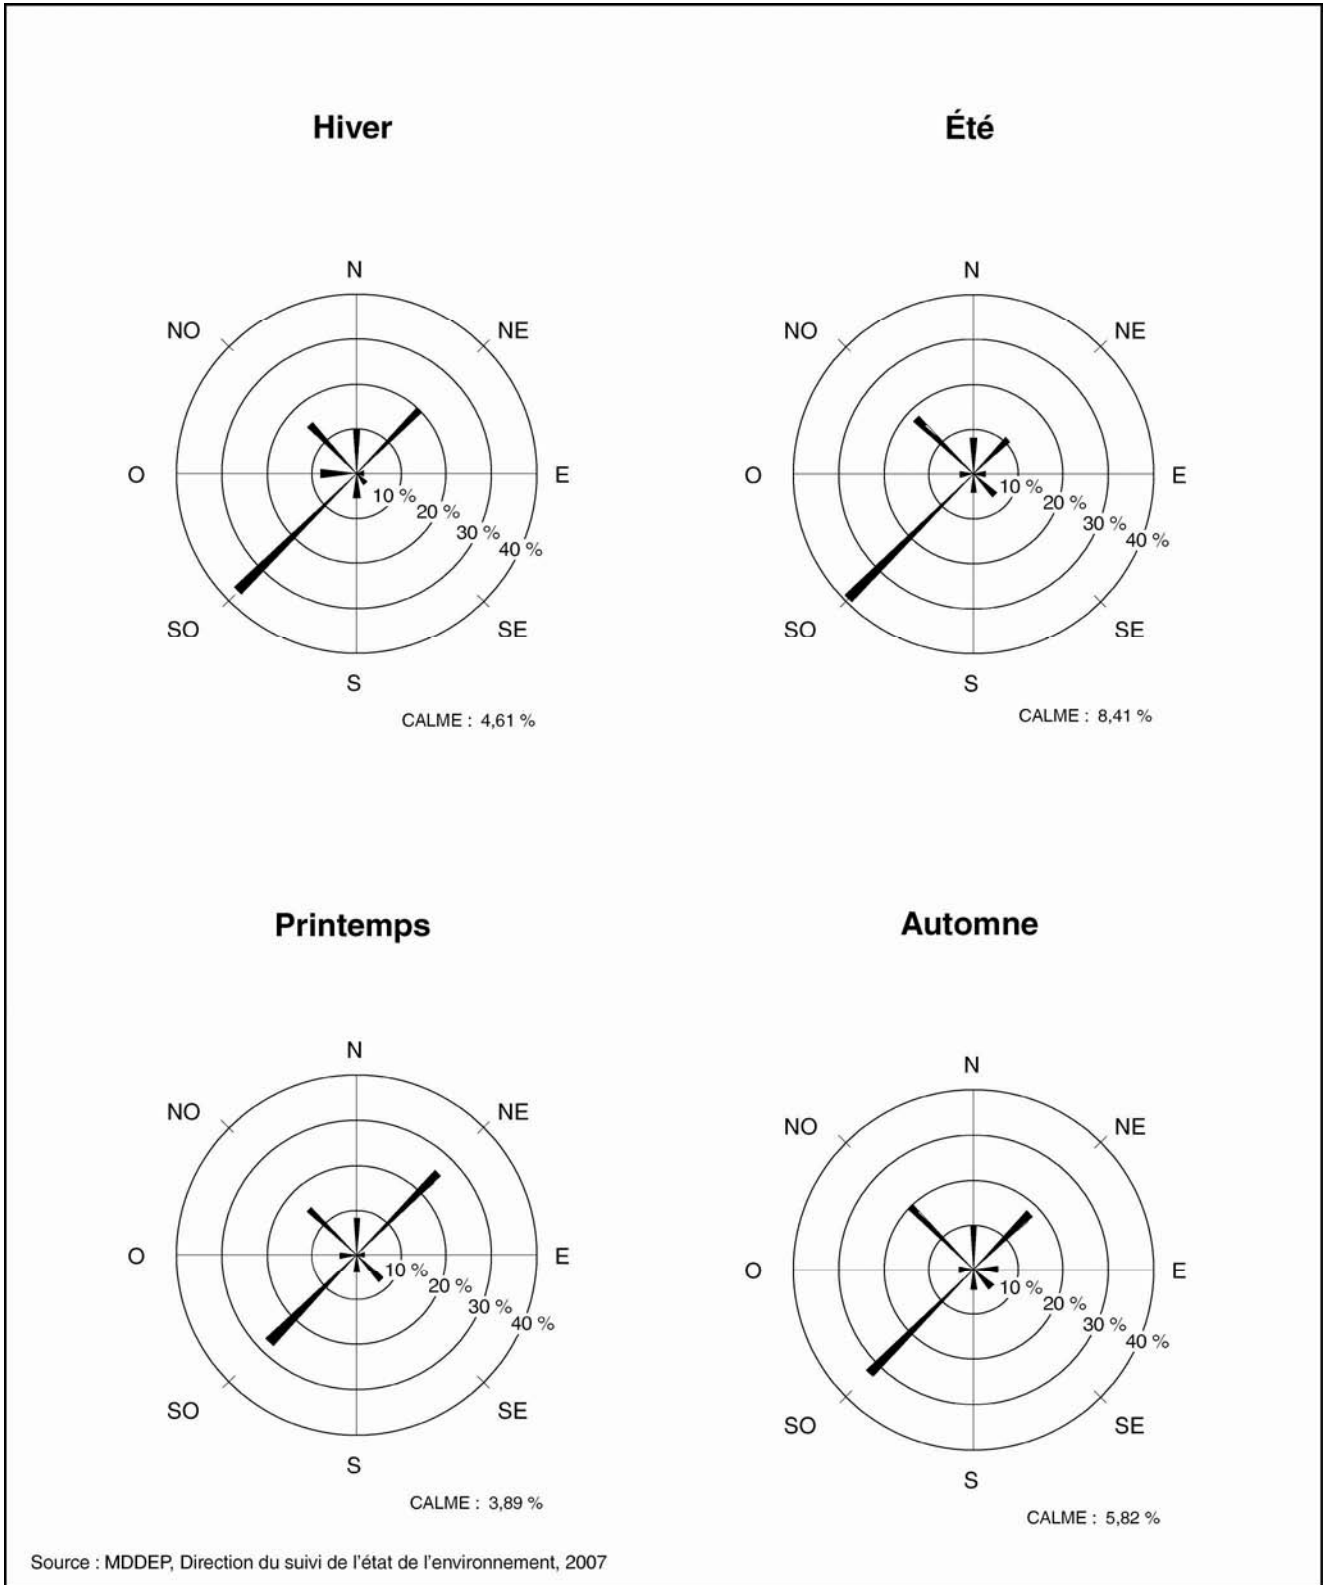 Hiver
Été
N
N
NO
NE
NO
NE
O
E
O
E
10 %
20 %
30 %
40 %
10 %
20 %
30 %
40 %
SO
SE
SO
SE
S
S
CALME : 4,61 %
CALME : 8,41 %
Printemps
Automne
N
N
NO
NE
NO
NE
O
E
O
E
10 %
20 %
30 %
40 %
10 %
20 %
30 %
40 %
SO
SE
SO
SE
S
S
CALME : 3,89 %
CALME : 5,82 %
Source : MDDEP, Direction du suivi de l'état de l'environnement, 2007